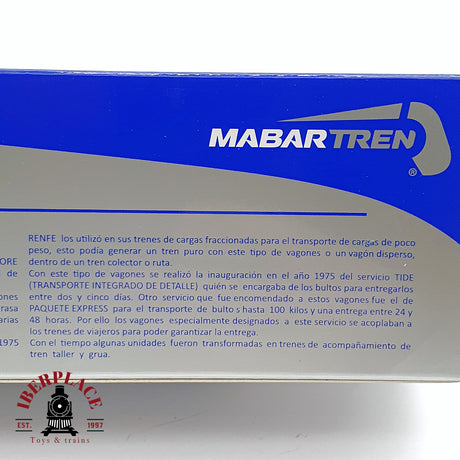 MABARTREN
®
RENFE los utilizó en sus trenes de cargas fraccionadas para el transporte de cargas de poco
peso, esto podía generar un tren puro con este tipo de vagones o un vagón disperso,
dentro de un tren colector o ruta.
ORE
Con este tipo de vagones se realizó la inauguración en el año 1975 del servicio TIDE
de
(TRANSPORTE INTEGRADO DE DETALLE) quién se encargaba de los bultos para entregarlos
entre dos y cinco días. Otro servicio que fue encomendado a estos vagones fue el de
ones
PAQUETE EXPRESS para el transporte de bulto s hasta 100 kilos y una entrega entre 24 y
rasa
48 horas. Por ello los vagones especialmente designados a este servicio se acoplaban a
arias
los trenes de viajeros para poder garantizar la entrega.
1975
Con el tiempo algunas unidades fueron transformadas en trenes de acompañamiento de
tren taller y grua.
IBERPLACE
EST. 1997
Toys & trains